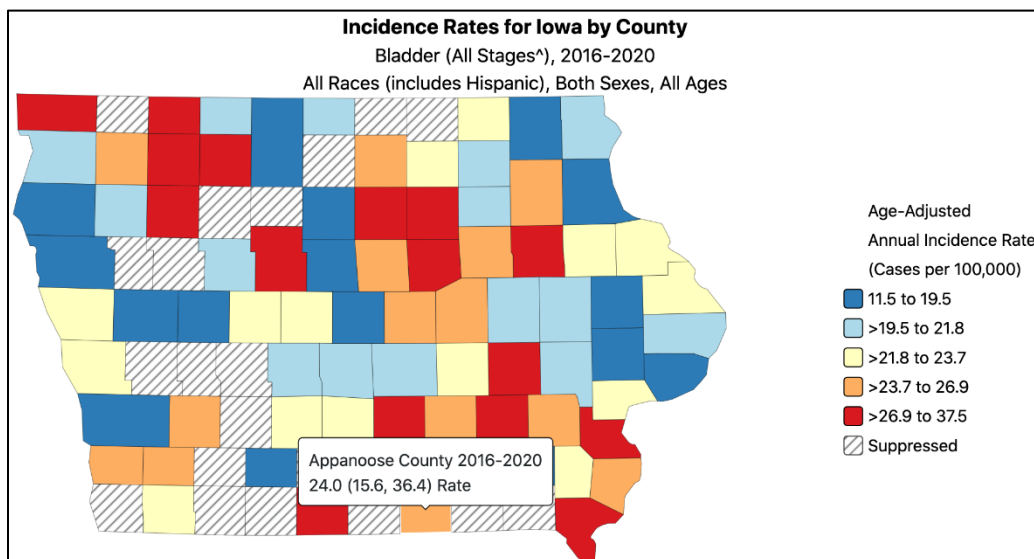 Incidence Rates for Iowa by County
Bladder (All Stages^), 2016-2020
All Races (includes Hispanic), Both Sexes, All Ages
Age-Adjusted
Annual Incidence Rate
(Cases per 100,000)
11.5 to 19.5
>19.5 to 21.8
>21.8 to 23.7
>23.7 to 26.9
>26.9 to 37.5
Suppressed
Appanoose County 2016-2020
24.0 (15.6, 36.4) Rate